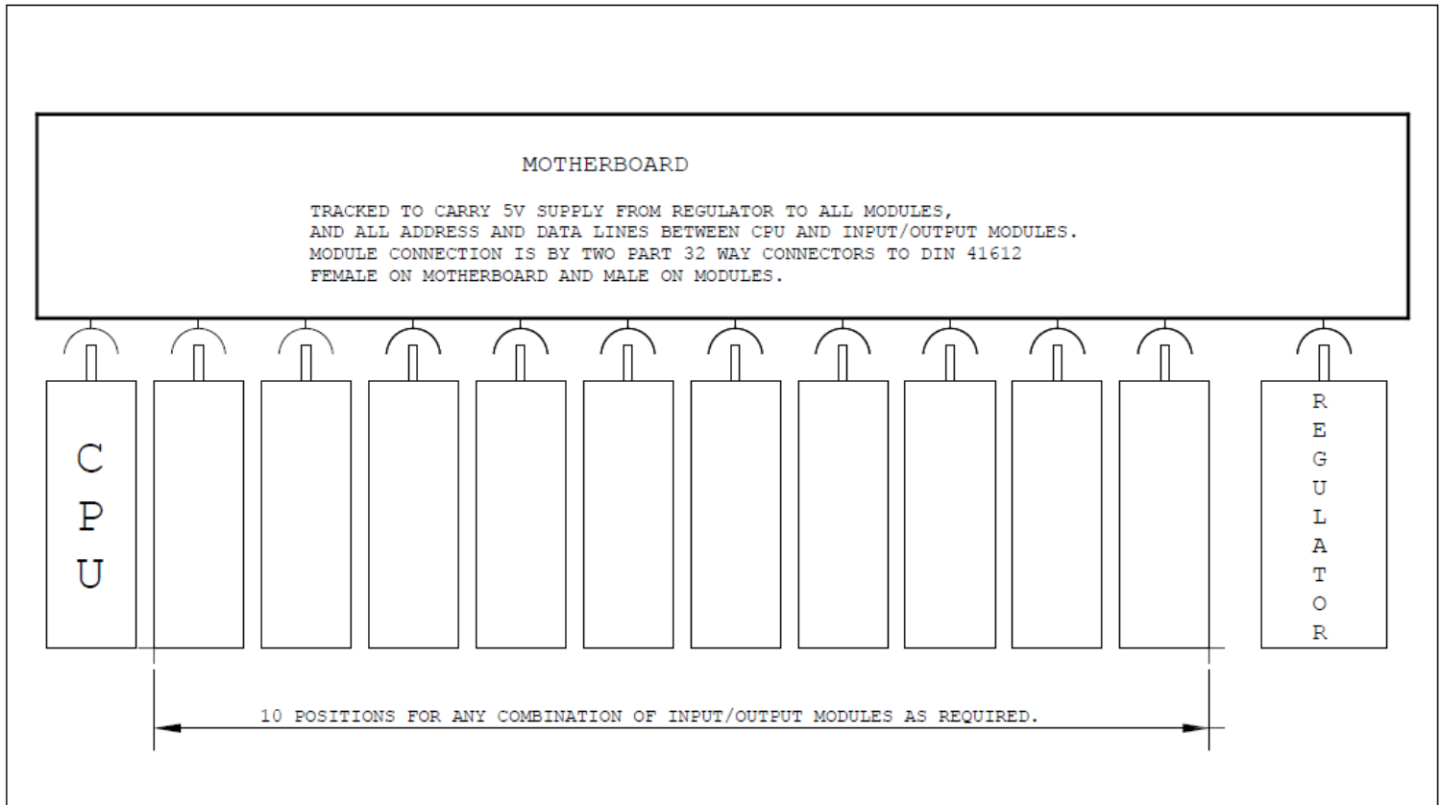 MOTHERBOARD
TRACKED TO CARRY 5V SUPPLY FROM REGULATOR TO ALL MODULES,
AND ALL ADDRESS AND DATA LINES BETWEEN CPU AND INPUT/OUTPUT MODULES.
MODULE CONNECTION IS BY TWO PART 32 WAY CONNECTORS TO DIN 41612
FEMALE ON MOTHERBOARD AND MALE ON MODULES.
CPU
REGULATOR
10 POSITIONS FOR ANY COMBINATION OF INPUT/OUTPUT MODULES AS REQUIRED.